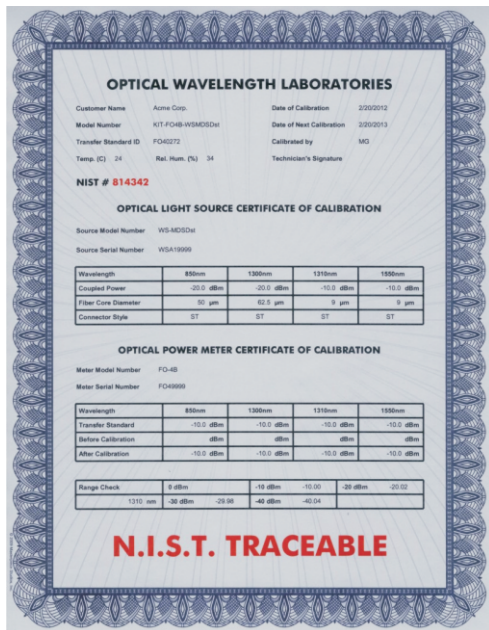 OPTICAL WAVELENGTH LABORATORIES
Customer Name Acme Corp. Date of Calibration 2/20/2012
Model Number KIT-FO4B-WSMDSDst Date of Next Calibration 2/20/2013
Transfer Standard ID FO40272 Calibrated by MG
Temp. (C) 24 Rel. Hum. (%) 34 Technician's Signature
NIST # 814342
OPTICAL LIGHT SOURCE CERTIFICATE OF CALIBRATION
Source Model Number WS-MDSDst
Source Serial Number WSA19999
Wavelength 850nm 1300nm 1310nm 1550nm
Coupled Power -20.0 dBm -20.0 dBm -10.0 dBm -10.0 dBm
Fiber Core Diameter 50 µm 62.5 µm 9 µm 9 µm
Connector Style ST ST ST ST
OPTICAL POWER METER CERTIFICATE OF CALIBRATION
Meter Model Number FO-4B
Meter Serial Number FO49999
Wavelength 850nm 1300nm 1310nm 1550nm
Transfer Standard -10.0 dBm -10.0 dBm -10.0 dBm -10.0 dBm
Before Calibration dBm dBm dBm dBm
After Calibration -10.0 dBm -10.0 dBm -10.0 dBm -10.0 dBm
Range Check 0 dBm -10 dBm -10.00 -20 dBm -20.02
1310 nm -30 dBm -29.98 -40 dBm -40.04
N.I.S.T. TRACEABLE